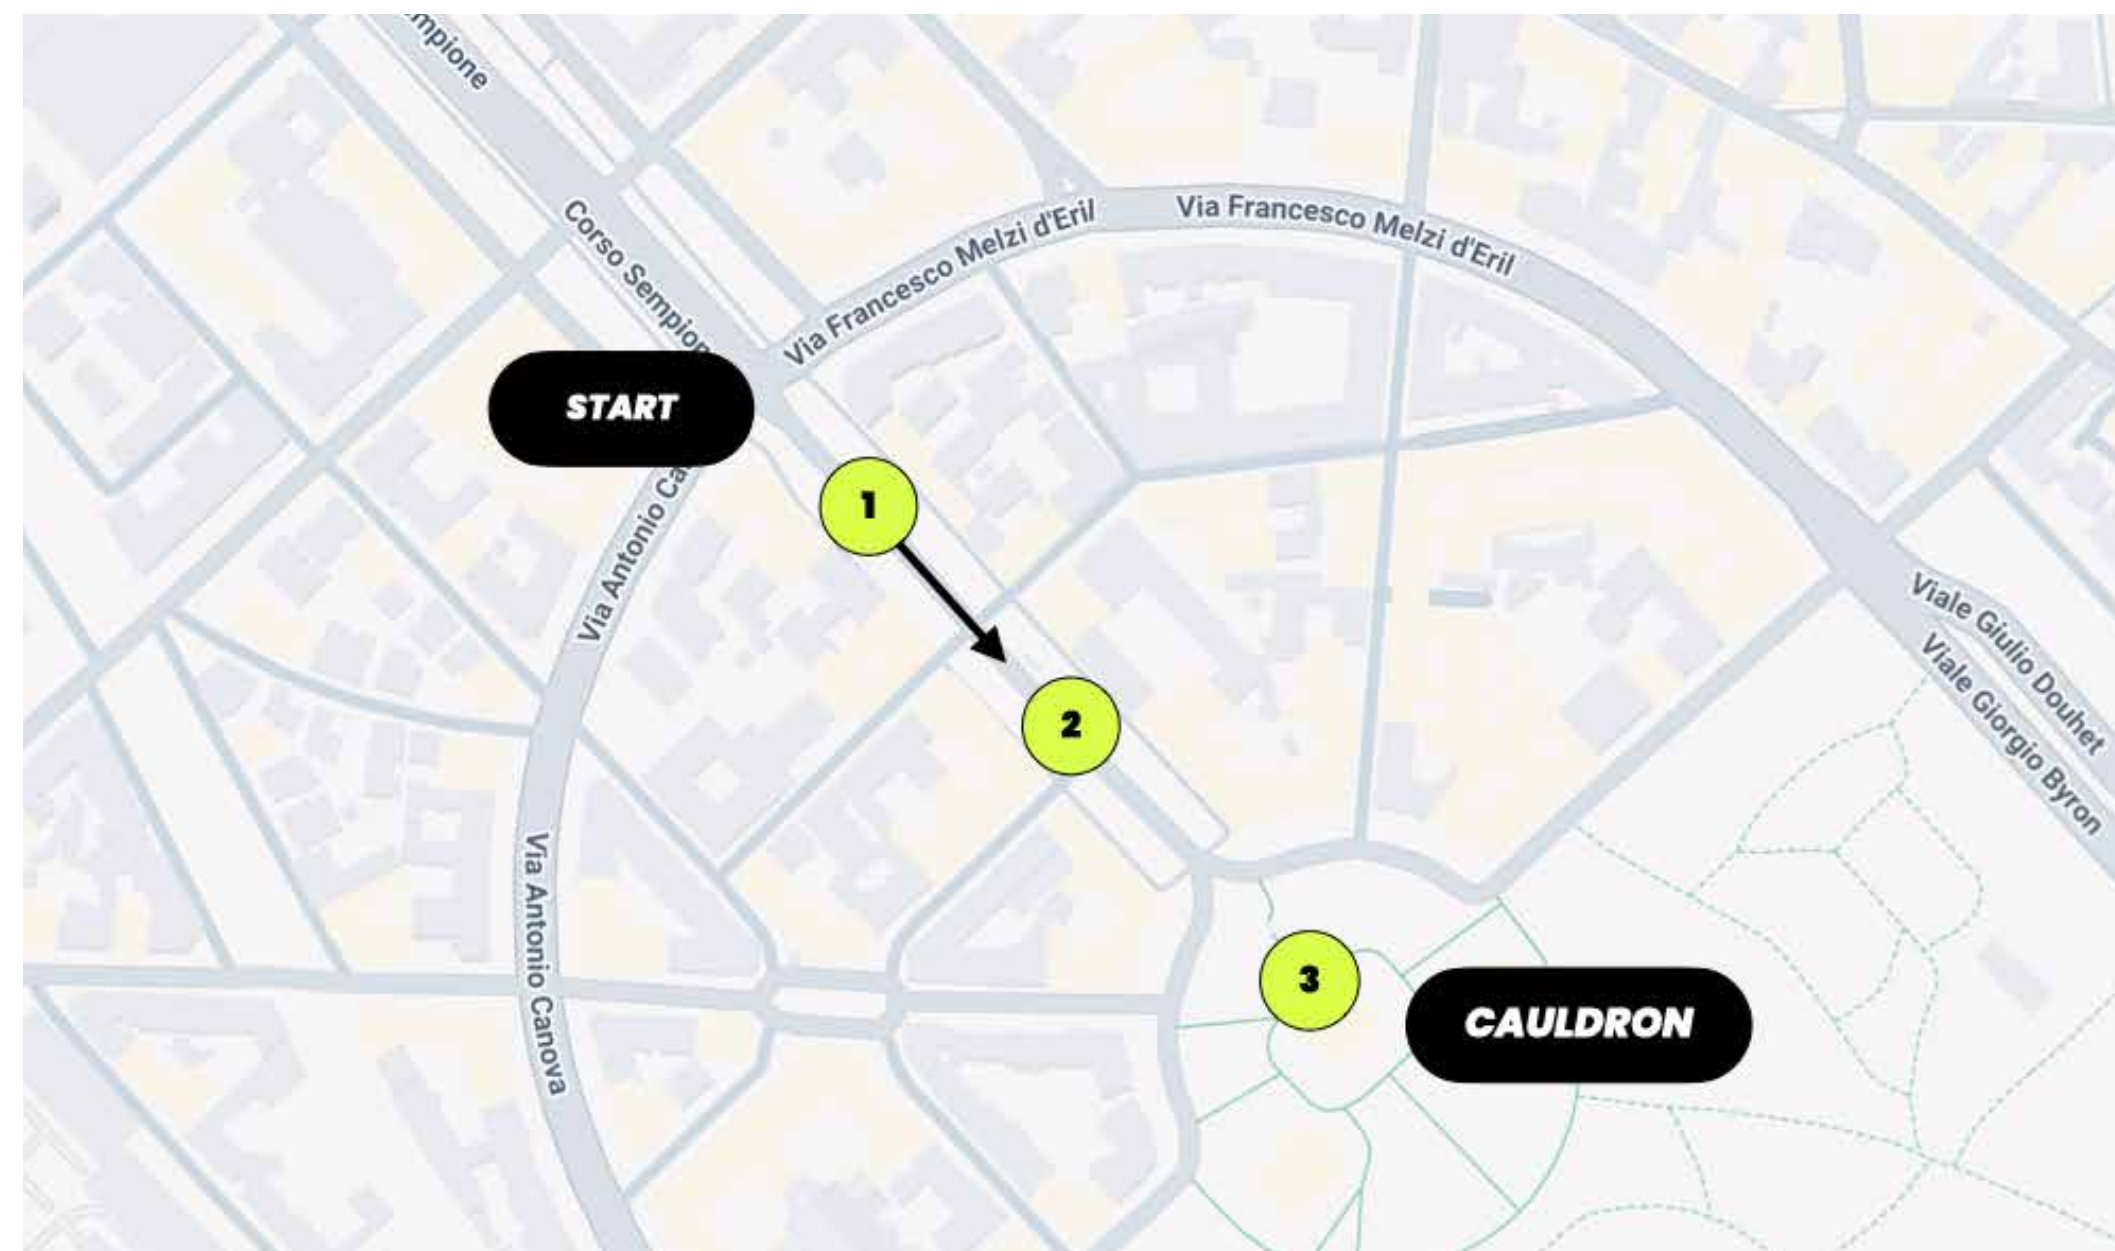 mpione
Corso Sempion
Via Francesco Melzi d'Eril
Via Francesco Melzi d'Eril
START
1
Via Antonio Ca
2
Viale Giulio Douhet
Viale Giorgio Byron
Via Antonio Canova
3
CAULDRON